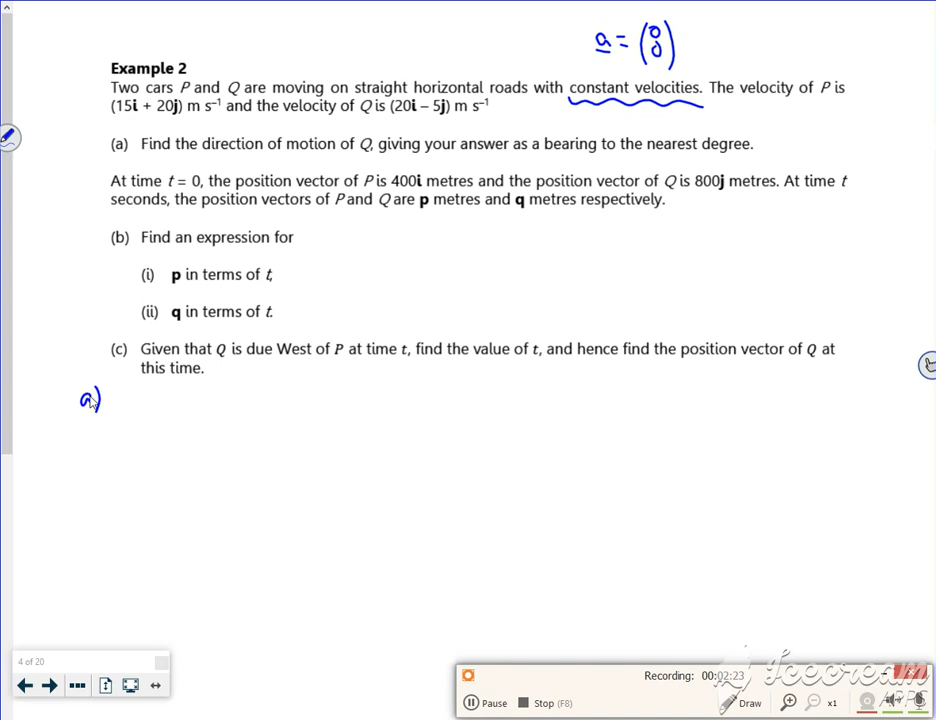 a = (0
0)
Example 2
Two cars P and Q are moving on straight horizontal roads with constant velocities. The velocity of P is
(15i + 20j) m s⁻¹ and the velocity of Q is (20i – 5j) m s⁻¹
(a) Find the direction of motion of Q, giving your answer as a bearing to the nearest degree.
At time t = 0, the position vector of P is 400i metres and the position vector of Q is 800j metres. At time t
seconds, the position vectors of P and Q are p metres and q metres respectively.
(b) Find an expression for
(i) p in terms of t,
(ii) q in terms of t.
(c) Given that Q is due West of P at time t, find the value of t, and hence find the position vector of Q at
this time.
a)
4 of 20
Recording: 00:02:23
Pause Stop (F8) Draw x1
Icecream
APPS